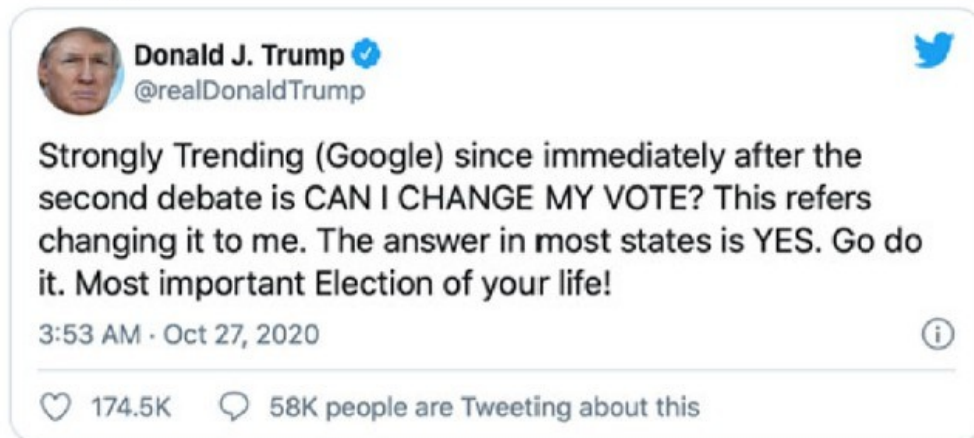 Donald J. Trump
@realDonaldTrump
Strongly Trending (Google) since immediately after the
second debate is CAN I CHANGE MY VOTE? This refers
changing it to me. The answer in most states is YES. Go do
it. Most important Election of your life!
3:53 AM · Oct 27, 2020
174.5K 58K people are Tweeting about this